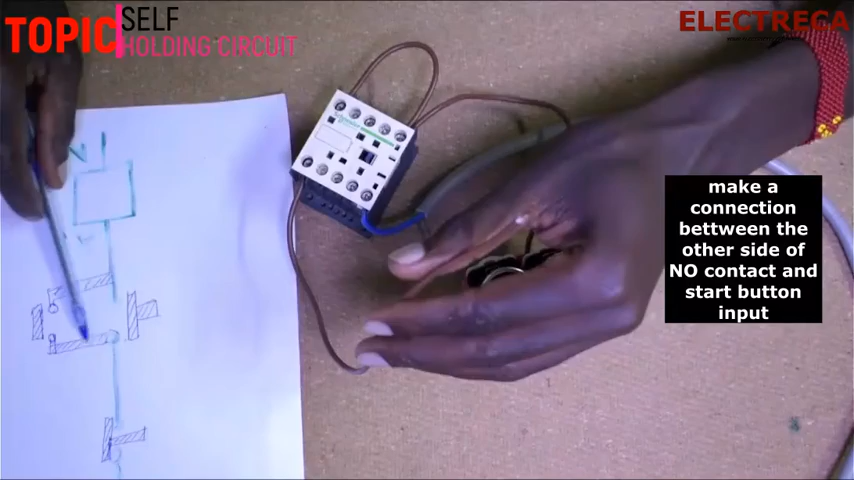 TOPIC
SELF
HOLDING CIRCUIT
ELECTRECA
make a
connection
bettween the
other side of
NO contact and
start button
input
N